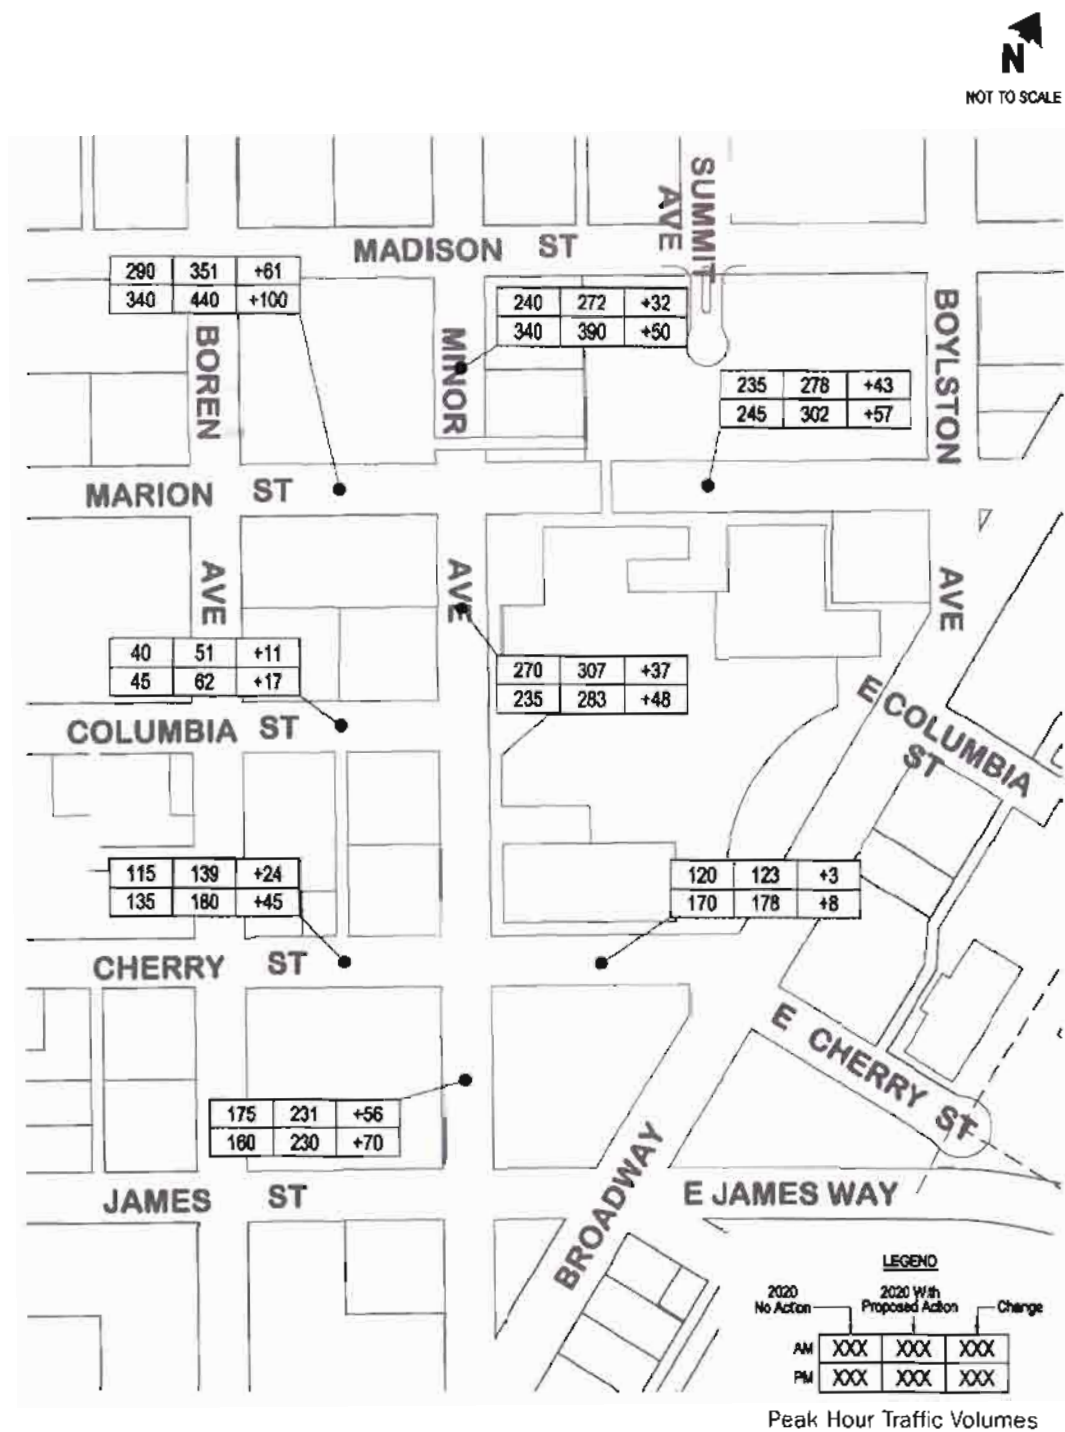 N
NOT TO SCALE
SUMMIT
AVE
MADISON ST
290 351 +61
340 440 +100
240 272 +32
340 390 +50
BOREN
MINOR
BOYLSTON
235 278 +43
245 302 +57
MARION ST
AVE
AVE
AVE
40 51 +11
45 62 +17
270 307 +37
235 283 +48
COLUMBIA ST
E COLUMBIA
ST
115 139 +24
135 180 +45
120 123 +3
170 178 +8
CHERRY ST
E CHERRY ST
175 231 +56
160 230 +70
JAMES ST
BROADWAY
E JAMES WAY
LEGEND
2020
No Action
2020 With
Proposed Action
Change
AM XXX XXX XXX
PM XXX XXX XXX
Peak Hour Traffic Volumes